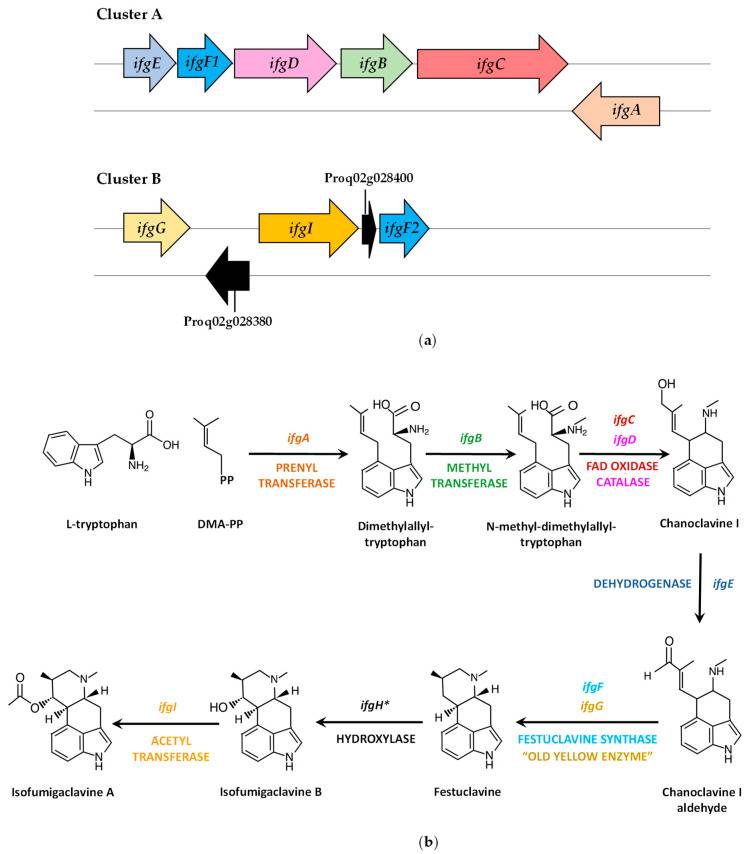 Cluster A
ifgE ifgF1 ifgD ifgB ifgC
ifgA
Cluster B
Proq02g028400
ifgG ifgI ifgF2
Proq02g028380
(a)
HO O
NH2
N
H
L-tryptophan
O
OH
NH2
N
H
PP
DMA-PP
ifgA
PRENYL
TRANSFERASE
Dimethylallyl-
tryptophan
ifgB
METHYL
TRANSFERASE
HO O
H
N
N
H
N-methyl-dimethylallyl-
tryptophan
ifgC
ifgD
FAD OXIDASE
CATALASE
OH
HN
N
H
Chanoclavine I
DEHYDROGENASE ifgE
O
H
HN
N
H
Chanoclavine I
aldehyde
ifgF
ifgG
FESTUCLAVINE SYNTHASE
“OLD YELLOW ENZYME”
N
H
H
N
H
Festuclavine
ifgH*
HYDROXYLASE
N
HO
H
H
N
H
Isofumigaclavine B
ifgI
ACETYL
TRANSFERASE
O
O
N
H
H
N
H
Isofumigaclavine A
(b)